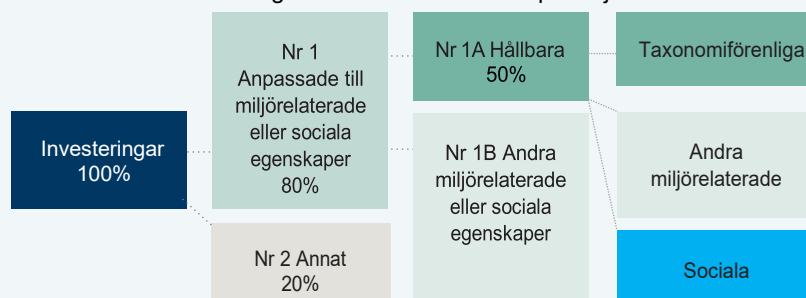 Investeringar
100%
Nr 1
Anpassade till
miljörelaterade
eller sociala
egenskaper
80%
Nr 2 Annat
20%
Nr 1A Hållbara
50%
Nr 1B Andra
miljörelaterade
eller sociala
egenskaper
Taxonomiförenliga
Andra
miljörelaterade
Sociala